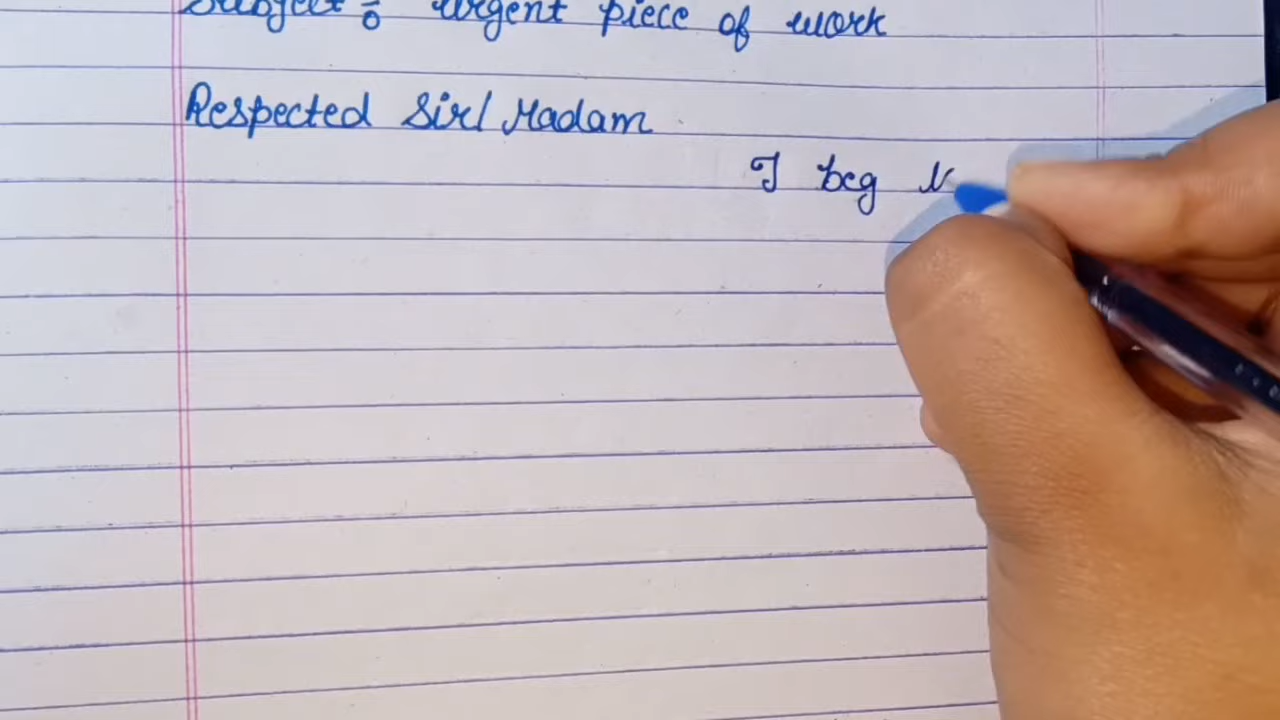 Subject :- urgent piece of work
Respected Sir/Madam
I beg